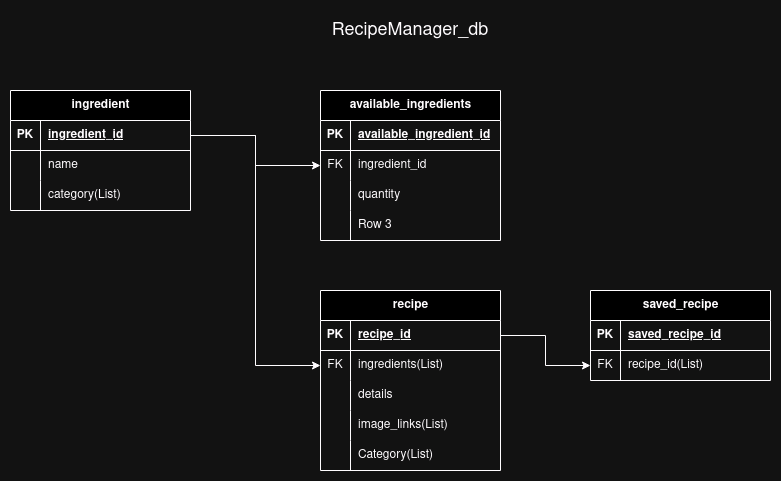 RecipeManager_db
ingredient
PK ingredient_id
name
category(List)
available_ingredients
PK available_ingredient_id
FK ingredient_id
quantity
Row 3
recipe
PK recipe_id
FK ingredients(List)
details
image_links(List)
Category(List)
saved_recipe
PK saved_recipe_id
FK recipe_id(List)